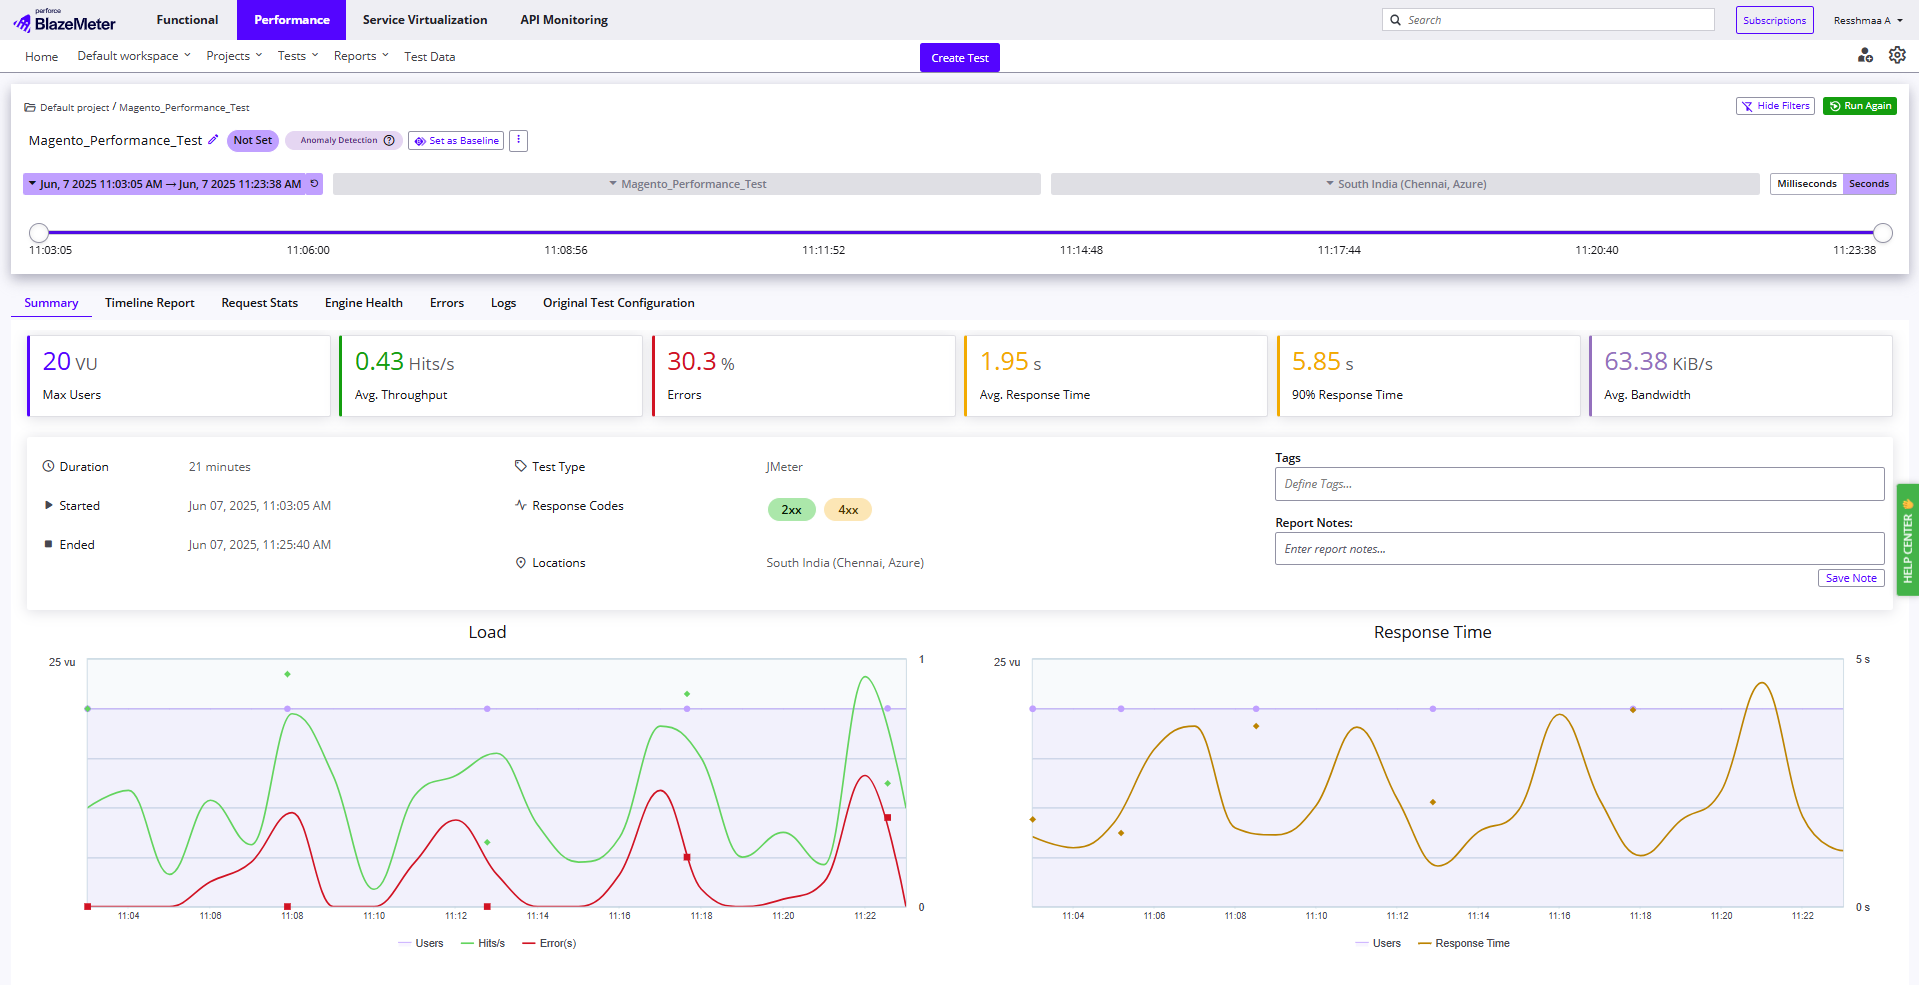 perforce
BlazeMeter Functional Performance Service Virtualization API Monitoring Search Subscriptions Resshmaa A
Home Default workspace Projects Tests Reports Test Data Create Test
Default project / Magento_Performance_Test Hide Filters Run Again
Magento_Performance_Test Not Set Anomaly Detection ? Set as Baseline
Jun, 7 2025 11:03:05 AM → Jun, 7 2025 11:23:38 AM Magento_Performance_Test South India (Chennai, Azure) Milliseconds Seconds
11:03:05 11:06:00 11:08:56 11:11:52 11:14:48 11:17:44 11:20:40 11:23:38
Summary Timeline Report Request Stats Engine Health Errors Logs Original Test Configuration
20 VU 0.43 Hits/s 30.3 % 1.95 s 5.85 s 63.38 KiB/s
Max Users Avg. Throughput Errors Avg. Response Time 90% Response Time Avg. Bandwidth
Duration 21 minutes
Started Jun 07, 2025, 11:03:05 AM
Ended Jun 07, 2025, 11:25:40 AM
Test Type JMeter
Response Codes 2xx 4xx
Locations South India (Chennai, Azure)
Tags
Define Tags...
Report Notes:
Enter report notes...
Save Note
HELP CENTER
Load
25 vu 1
0
11:04 11:06 11:08 11:10 11:12 11:14 11:16 11:18 11:20 11:22
Users Hits/s Error(s)
Response Time
25 vu 5 s
0 s
11:04 11:06 11:08 11:10 11:12 11:14 11:16 11:18 11:20 11:22
Users Response Time